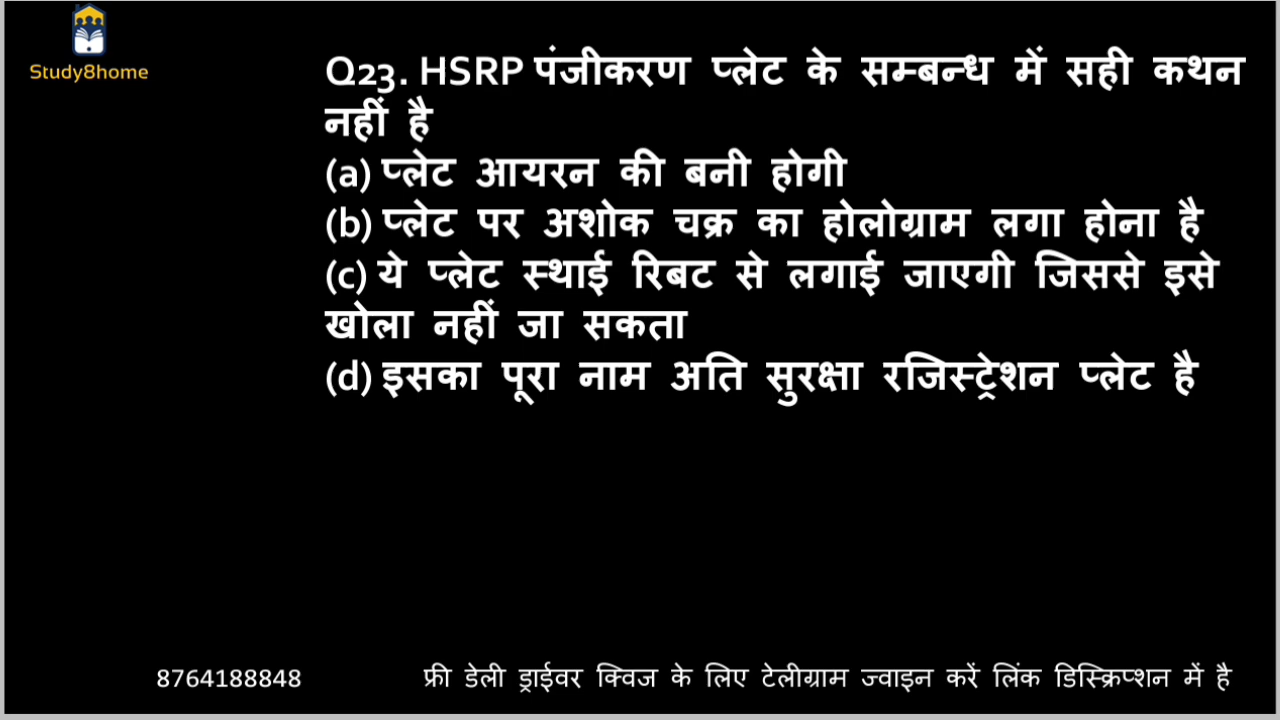 Study8home
Q23. HSRP पंजीकरण प्लेट के सम्बन्ध में सही कथन
नहीं है
(a) प्लेट आयरन की बनी होगी
(b) प्लेट पर अशोक चक्र का होलोग्राम लगा होना है
(c) ये प्लेट स्थाई रिबट से लगाई जाएगी जिससे इसे
खोला नहीं जा सकता
(d) इसका पूरा नाम अति सुरक्षा रजिस्ट्रेशन प्लेट है
8764188848 फ्री डेली ड्राईवर क्विज के लिए टेलीग्राम ज्वाइन करें लिंक डिस्क्रिप्शन में है